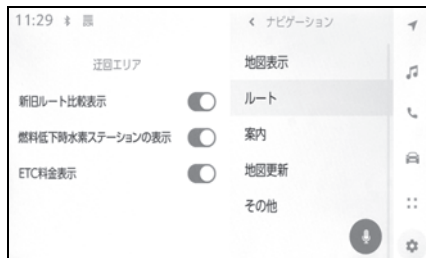 11:29
迂回エリア
新旧ルート比較表示
燃料低下時水素ステーションの表示
ETC料金表示
ナビゲーション
地図表示
ルート
案内
地図更新
その他